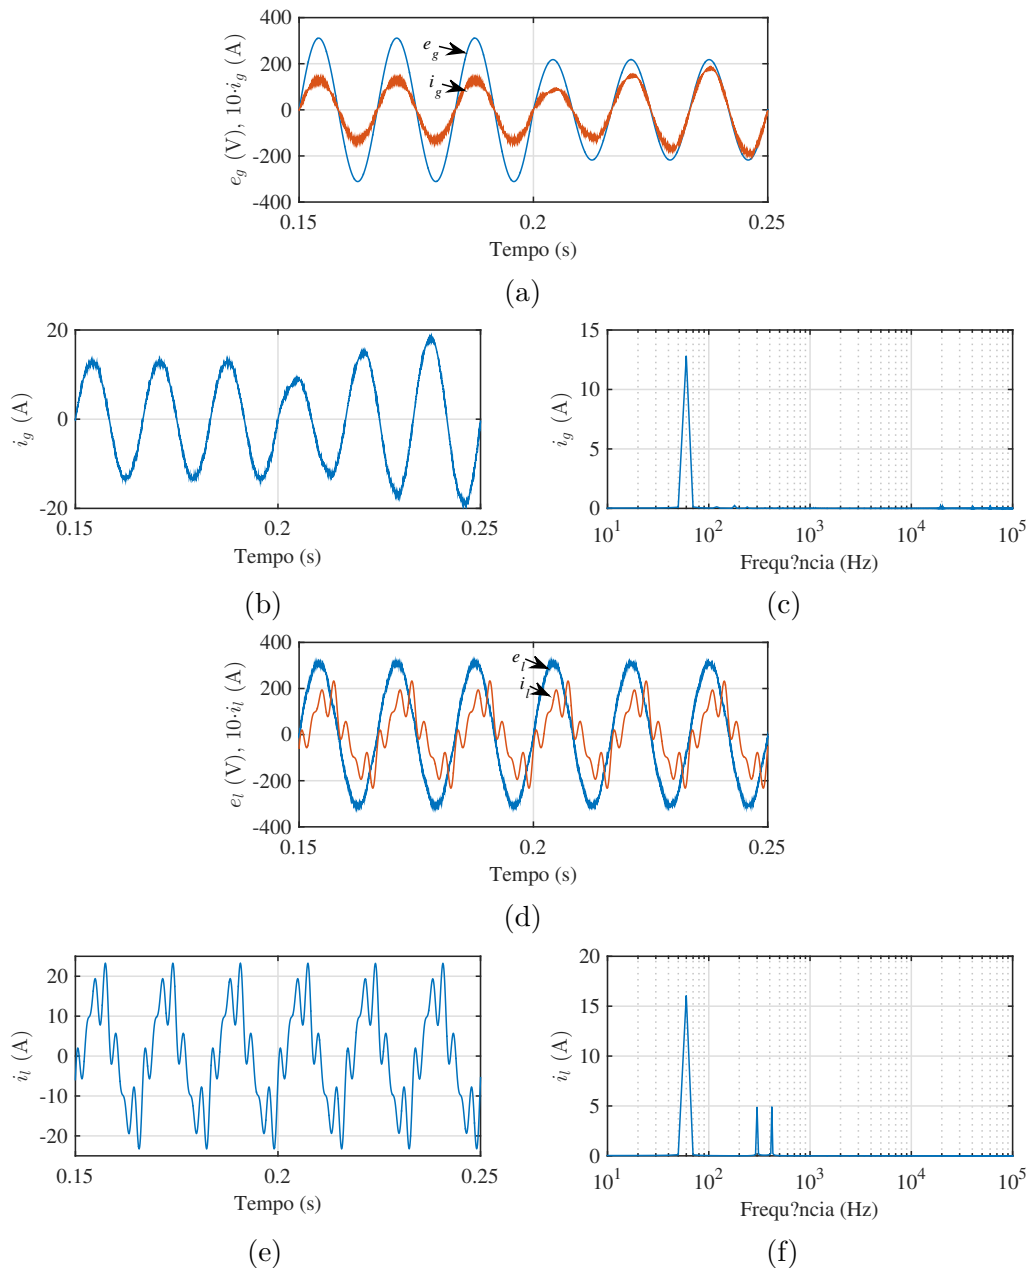 400
200
0
-200
-400
e_g (V), 10·i_g (A)
e_g
i_g
0.15
0.2
0.25
Tempo (s)
(a)
20
0
-20
i_g (A)
0.15
0.2
0.25
Tempo (s)
(b)
15
10
5
0
i_g (A)
10^1
10^2
10^3
10^4
10^5
Frequ?ncia (Hz)
(c)
400
200
0
-200
-400
e_l (V), 10·i_l (A)
e_l
i_l
0.15
0.2
0.25
Tempo (s)
(d)
20
10
0
-10
-20
i_l (A)
0.15
0.2
0.25
Tempo (s)
(e)
20
15
10
5
0
i_l (A)
10^1
10^2
10^3
10^4
10^5
Frequ?ncia (Hz)
(f)